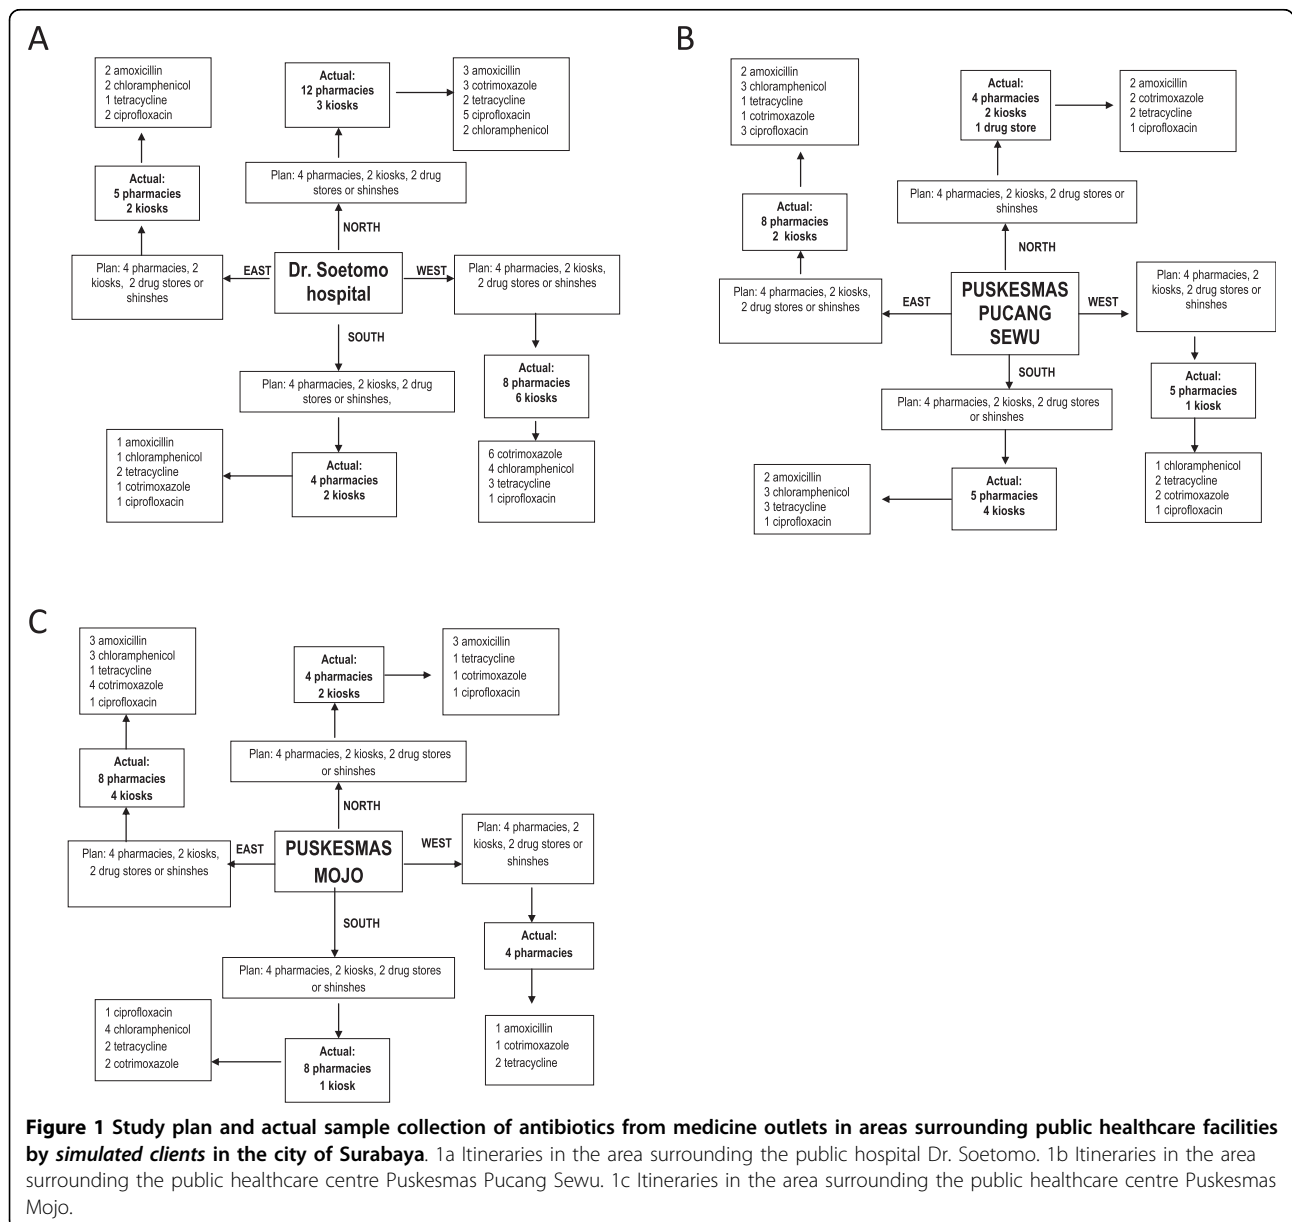 A
2 amoxicillin
2 chloramphenicol
1 tetracycline
2 ciprofloxacin
Actual:
12 pharmacies
3 kiosks
3 amoxicillin
3 cotrimoxazole
2 tetracycline
5 ciprofloxacin
2 chloramphenicol
Actual:
5 pharmacies
2 kiosks
Plan: 4 pharmacies, 2 kiosks, 2 drug
stores or shinshes
NORTH
Plan: 4 pharmacies, 2
kiosks, 2 drug stores or
shinshes
EAST
Dr. Soetomo
hospital
WEST
Plan: 4 pharmacies, 2 kiosks,
2 drug stores or shinshes
SOUTH
Plan: 4 pharmacies, 2 kiosks, 2 drug
stores or shinshes,
Actual:
8 pharmacies
6 kiosks
1 amoxicillin
1 chloramphenicol
2 tetracycline
1 cotrimoxazole
1 ciprofloxacin
Actual:
4 pharmacies
2 kiosks
6 cotrimoxazole
4 chloramphenicol
3 tetracycline
1 ciprofloxacin
B
2 amoxicillin
3 chloramphenicol
1 tetracycline
1 cotrimoxazole
3 ciprofloxacin
Actual:
4 pharmacies
2 kiosks
1 drug store
2 amoxicillin
2 cotrimoxazole
2 tetracycline
1 ciprofloxacin
Actual:
8 pharmacies
2 kiosks
Plan: 4 pharmacies, 2 kiosks, 2 drug stores or
shinshes
NORTH
Plan: 4 pharmacies, 2 kiosks,
2 drug stores or shinshes
EAST
PUSKESMAS
PUCANG
SEWU
WEST
Plan: 4 pharmacies, 2
kiosks, 2 drug stores or
shinshes
SOUTH
Plan: 4 pharmacies, 2 kiosks, 2 drug stores
or shinshes
Actual:
5 pharmacies
1 kiosk
2 amoxicillin
3 chloramphenicol
3 tetracycline
1 ciprofloxacin
Actual:
5 pharmacies
4 kiosks
1 chloramphenicol
2 tetracycline
2 cotrimoxazole
1 ciprofloxacin
C
3 amoxicillin
3 chloramphenicol
1 tetracycline
4 cotrimoxazole
1 ciprofloxacin
Actual:
4 pharmacies
2 kiosks
3 amoxicillin
1 tetracycline
1 cotrimoxazole
1 ciprofloxacin
Actual:
8 pharmacies
4 kiosks
Plan: 4 pharmacies, 2 kiosks, 2 drug stores
or shinshes
NORTH
Plan: 4 pharmacies, 2 kiosks,
2 drug stores or shinshes
EAST
PUSKESMAS
MOJO
WEST
Plan: 4 pharmacies, 2
kiosks, 2 drug stores or
shinshes
SOUTH
Plan: 4 pharmacies, 2 kiosks, 2 drug stores
or shinshes
Actual:
4 pharmacies
1 ciprofloxacin
4 chloramphenicol
2 tetracycline
2 cotrimoxazole
Actual:
8 pharmacies
1 kiosk
1 amoxicillin
1 cotrimoxazole
2 tetracycline
Figure 1 Study plan and actual sample collection of antibiotics from medicine outlets in areas surrounding public healthcare facilities
by simulated clients in the city of Surabaya. 1a Itineraries in the area surrounding the public hospital Dr. Soetomo. 1b Itineraries in the area
surrounding the public healthcare centre Puskesmas Pucang Sewu. 1c Itineraries in the area surrounding the public healthcare centre Puskesmas
Mojo.